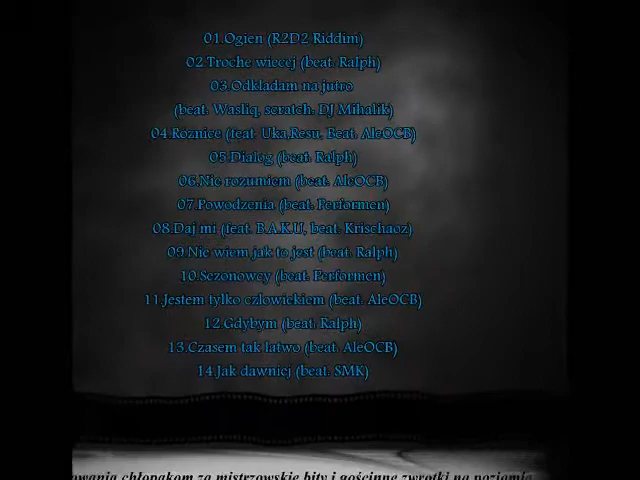 01.Ogien (R2D2 Riddim)
02.Troche wiecej (beat. Ralph)
03.Odkladam na jutro
(beat. Wasliq, scratch. DJ Mihalik)
04.Roznice (feat. Uka,Resu, Beat. AleOCB)
05.Dialog (beat. Ralph)
06.Nie rozumiem (beat. AleOCB)
07.Powodzenia (beat. Performen)
08.Daj mi (feat. B.A.K.U, beat. Krischaoz)
09.Nie wiem jak to jest (beat. Ralph)
10.Sezonowcy (beat. Performen)
11.Jestem tylko czlowiekiem (beat. AleOCB)
12.Gdybym (beat. Ralph)
13.Czasem tak latwo (beat. AleOCB)
14.Jak dawniej (beat. SMK)
owania chłopakom za mistrzowskie bity i gościnne zwrotki na poziomie